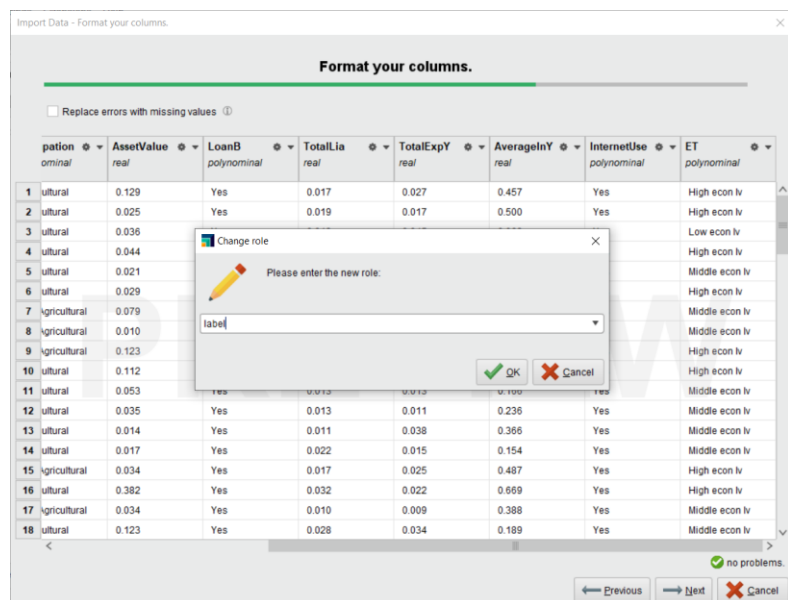 Import Data - Format your columns.
Format your columns.
Replace errors with missing values
pation AssetValue LoanB TotalLia TotalExpY AverageInY InternetUse ET
ominal real polynominal real real real polynominal polynominal
1 ultural 0.129 Yes 0.017 0.027 0.457 Yes High econ lv
2 ultural 0.025 Yes 0.019 0.017 0.500 Yes High econ lv
3 ultural 0.036 Low econ lv
4 ultural 0.044 High econ lv
5 ultural 0.021 Middle econ lv
6 ultural 0.029 High econ lv
7 Agricultural 0.079 Middle econ lv
8 Agricultural 0.010 Middle econ lv
9 Agricultural 0.123 High econ lv
10 ultural 0.112 High econ lv
11 ultural 0.053 Yes 0.013 0.013 Yes Middle econ lv
12 ultural 0.035 Yes 0.013 0.011 0.236 Yes Middle econ lv
13 ultural 0.014 Yes 0.011 0.038 0.366 Yes Middle econ lv
14 ultural 0.017 Yes 0.022 0.015 0.154 Yes Middle econ lv
15 Agricultural 0.034 Yes 0.017 0.025 0.487 Yes High econ lv
16 ultural 0.382 Yes 0.032 0.022 0.669 Yes High econ lv
17 Agricultural 0.034 Yes 0.010 0.009 0.388 Yes Middle econ lv
18 ultural 0.123 Yes 0.028 0.034 0.189 Yes Middle econ lv
Change role
Please enter the new role:
label
OK Cancel
no problems.
Previous Next Cancel